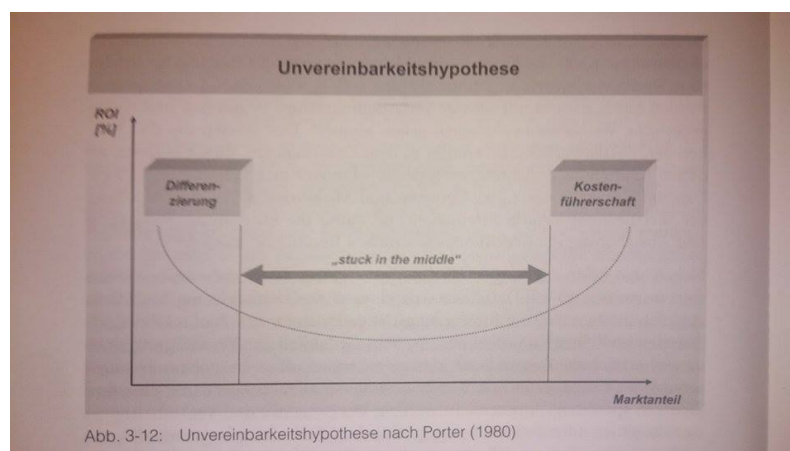 Unvereinbarkeitshypothese
ROI
[%]
Differen-
zierung
Kosten-
führerschaft
„stuck in the middle“
Marktanteil
Abb. 3-12: Unvereinbarkeitshypothese nach Porter (1980)